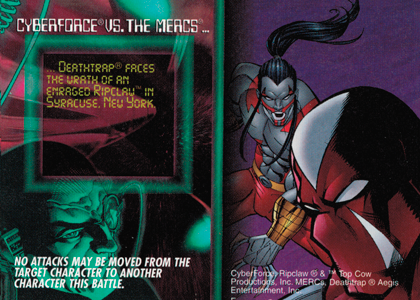 CYBERFORCE® VS. THE MERCS™...
... DEATHTRAP® FACES
THE WRATH OF AN
ENRAGED RIPCLAW™ IN
SYRACUSE, NEW YORK.
NO ATTACKS MAY BE MOVED FROM THE
TARGET CHARACTER TO ANOTHER
CHARACTER THIS BATTLE.
CyberForce Ripclaw ® & ™ Top Cow
Productions, Inc. MERCs, Deathtrap ® Aegis
Entertainment, Inc.